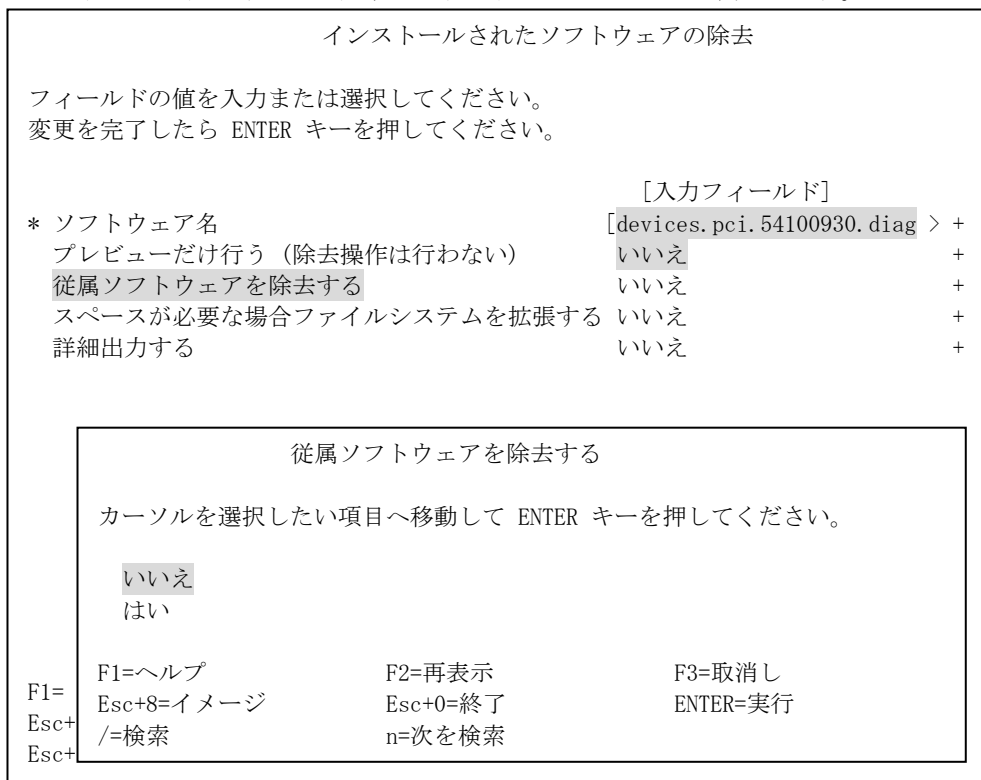 インストールされたソフトウェアの除去
フィールドの値を入力または選択してください。
変更を完了したら ENTER キーを押してください。
[入力フィールド]
* ソフトウェア名 [devices.pci.54100930.diag > +
プレビューだけ行う（除去操作は行わない） いいえ +
従属ソフトウェアを除去する いいえ +
スペースが必要な場合ファイルシステムを拡張する いいえ +
詳細出力する いいえ +
従属ソフトウェアを除去する
カーソルを選択したい項目へ移動して ENTER キーを押してください。
いいえ
はい
F1=ヘルプ F2=再表示 F3=取消し
F1=
Esc+8=イメージ Esc+0=終了 ENTER=実行
Esc+
/=検索 n=次を検索
Esc+